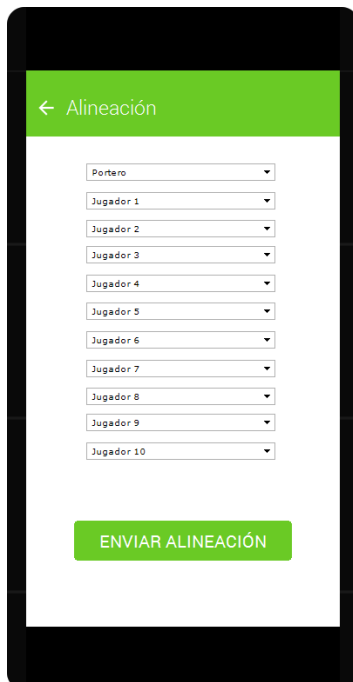 Alineación
Portero
Jugador 1
Jugador 2
Jugador 3
Jugador 4
Jugador 5
Jugador 6
Jugador 7
Jugador 8
Jugador 9
Jugador 10
ENVIAR ALINEACIÓN